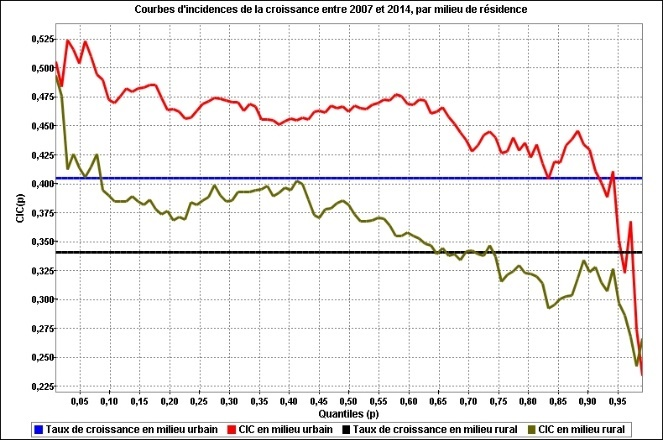 Courbes d'incidences de la croissance entre 2007 et 2014, par milieu de résidence
CIC(p)
0,525
0,500
0,475
0,450
0,425
0,400
0,375
0,350
0,325
0,300
0,275
0,250
0,225
0,05 0,10 0,15 0,20 0,25 0,30 0,35 0,40 0,45 0,50 0,55 0,60 0,65 0,70 0,75 0,80 0,85 0,90 0,95
Quantiles (p)
Taux de croissance en milieu urbain CIC en milieu urbain Taux de croissance en milieu rural CIC en milieu rural